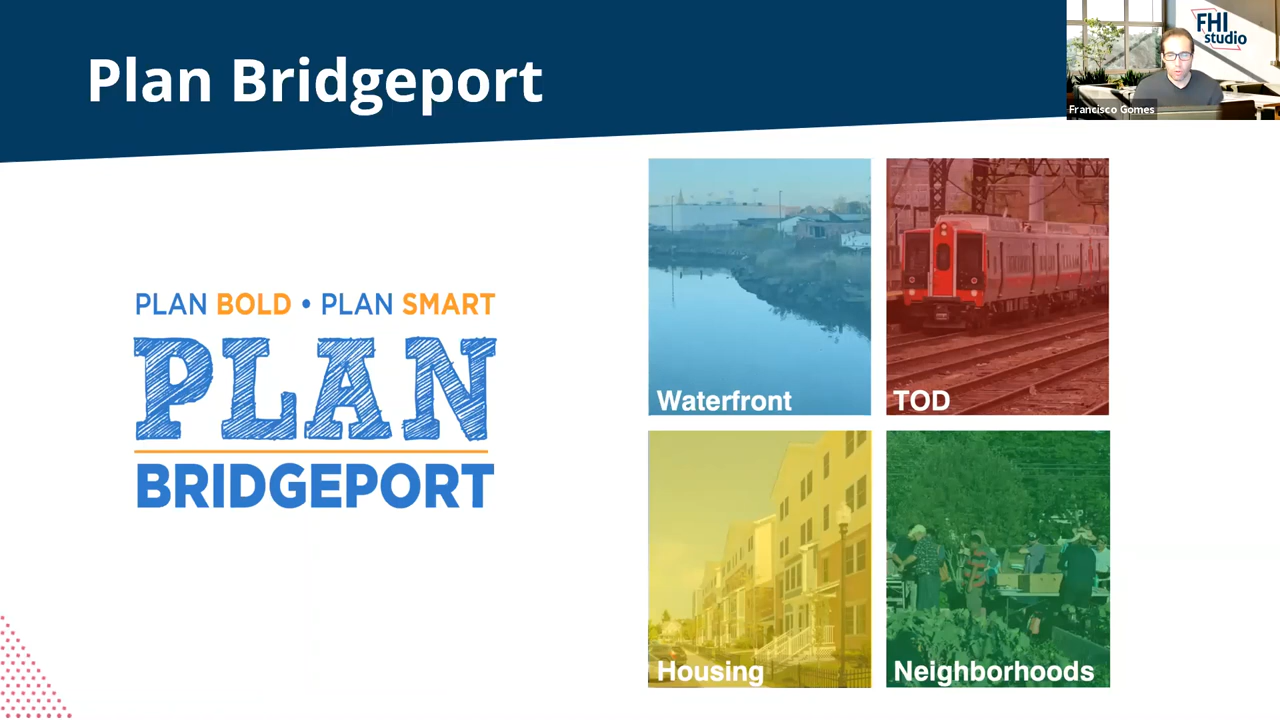 Plan Bridgeport
FHI
studio
Francisco Gomes
PLAN BOLD • PLAN SMART
PLAN
BRIDGEPORT
Waterfront
TOD
Housing
Neighborhoods